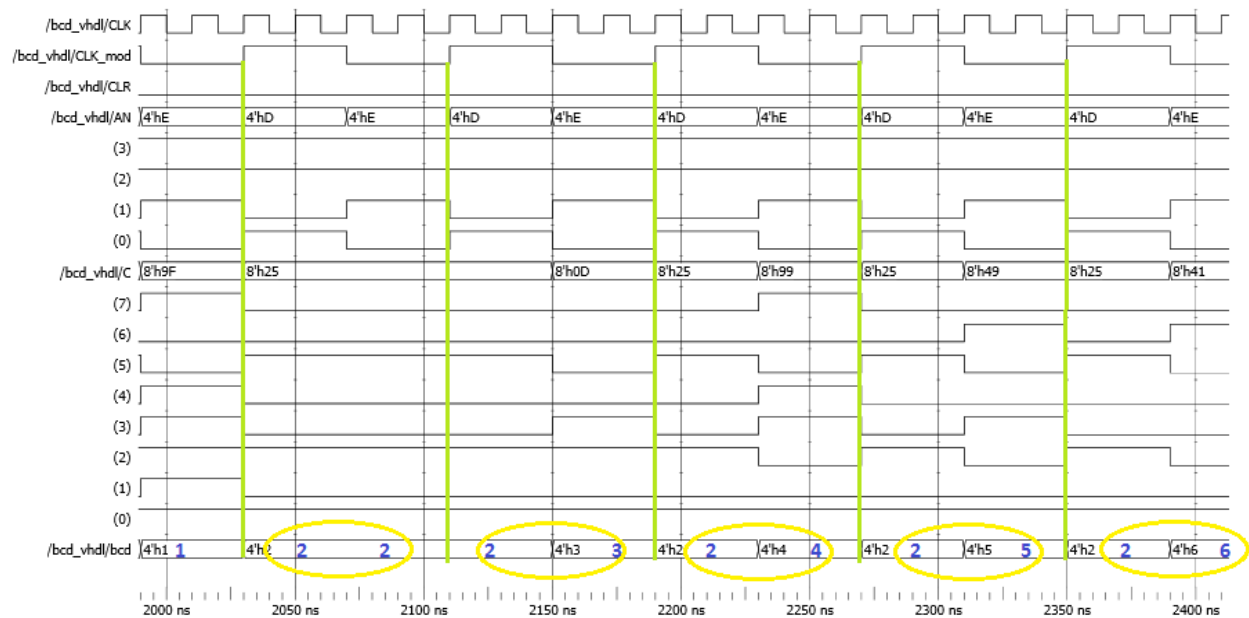 /bcd_vhdl/CLK
/bcd_vhdl/CLK_mod
/bcd_vhdl/CLR
/bcd_vhdl/AN 4'hE 4'hD 4'hE 4'hD 4'hE 4'hD 4'hE 4'hD 4'hE 4'hD 4'hE
(3)
(2)
(1)
(0)
/bcd_vhdl/C 8'h9F 8'h25 8'h0D 8'h25 8'h99 8'h25 8'h49 8'h25 8'h41
(7)
(6)
(5)
(4)
(3)
(2)
(1)
(0)
/bcd_vhdl/bcd 4'h1 1 4'h2 2 2 2 4'h3 3 4'h2 2 4'h4 4 4'h2 2 4'h5 5 4'h2 2 4'h6 6
2000 ns 2050 ns 2100 ns 2150 ns 2200 ns 2250 ns 2300 ns 2350 ns 2400 ns